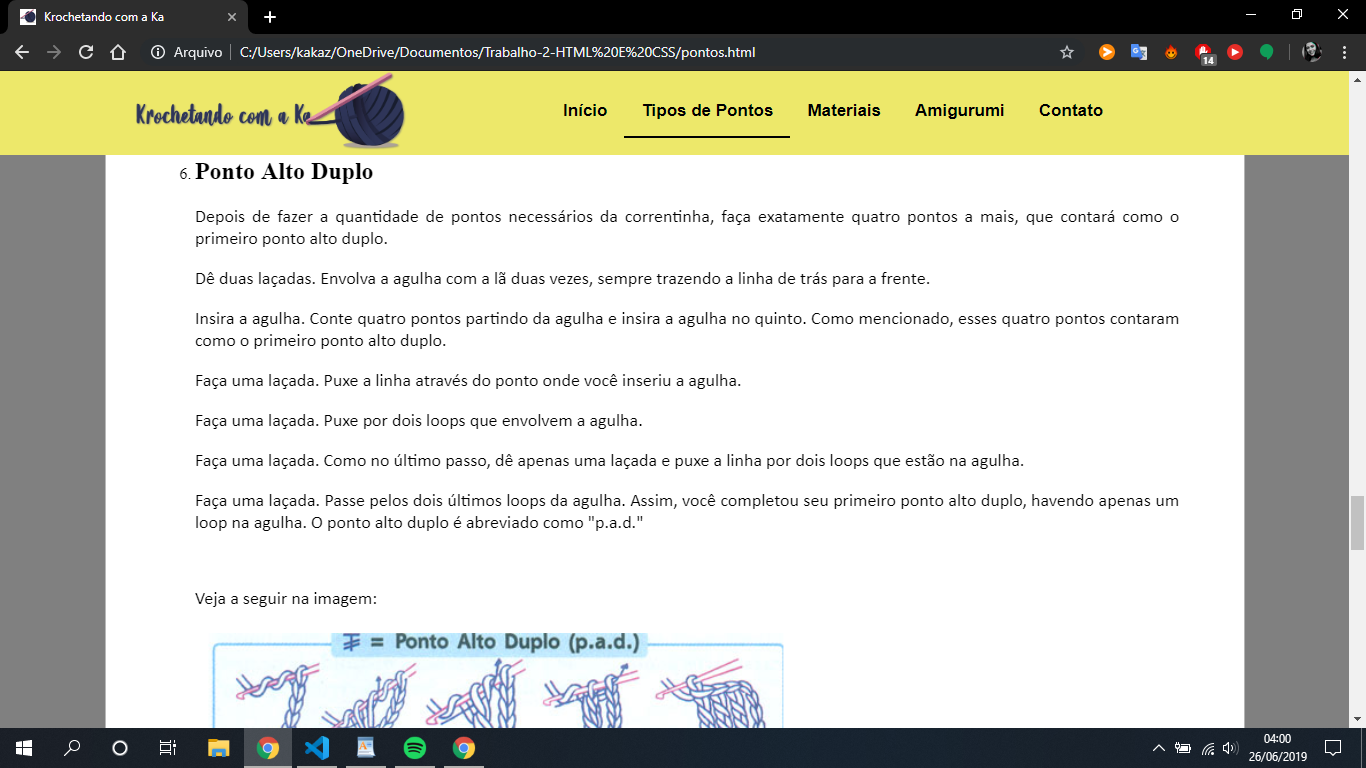 Krochetando com a Ka
Arquivo
C:/Users/kakaz/OneDrive/Documentos/Trabalho-2-HTML%20E%20CSS/pontos.html
14
Krochetando com a Ka
Início
Tipos de Pontos
Materiais
Amigurumi
Contato
6. Ponto Alto Duplo
Depois de fazer a quantidade de pontos necessários da correntinha, faça exatamente quatro pontos a mais, que contará como o
primeiro ponto alto duplo.
Dê duas laçadas. Envolva a agulha com a lã duas vezes, sempre trazendo a linha de trás para a frente.
Insira a agulha. Conte quatro pontos partindo da agulha e insira a agulha no quinto. Como mencionado, esses quatro pontos contaram
como o primeiro ponto alto duplo.
Faça uma laçada. Puxe a linha através do ponto onde você inseriu a agulha.
Faça uma laçada. Puxe por dois loops que envolvem a agulha.
Faça uma laçada. Como no último passo, dê apenas uma laçada e puxe a linha por dois loops que estão na agulha.
Faça uma laçada. Passe pelos dois últimos loops da agulha. Assim, você completou seu primeiro ponto alto duplo, havendo apenas um
loop na agulha. O ponto alto duplo é abreviado como "p.a.d."
Veja a seguir na imagem:
= Ponto Alto Duplo (p.a.d.)
04:00
26/06/2019